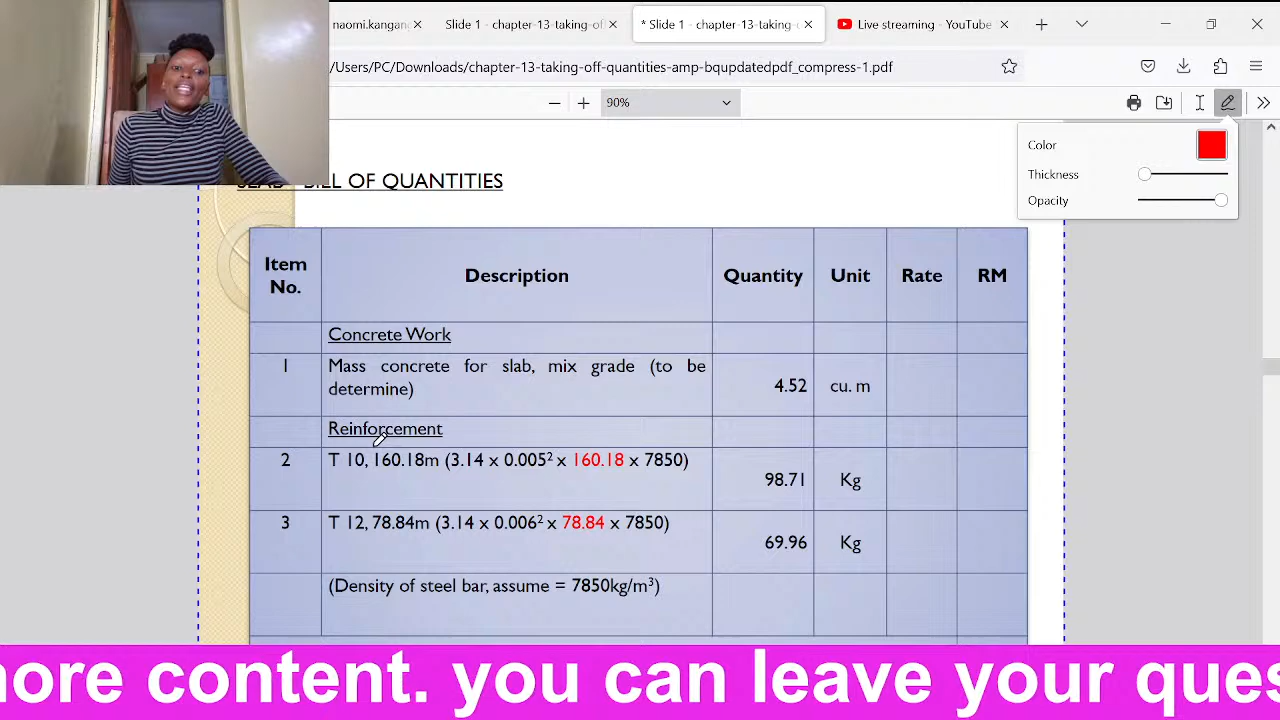 naomi.kangand
Slide 1 - chapter-13-taking-of
* Slide 1 - chapter-13-taking-
Live streaming - YouTube
/Users/PC/Downloads/chapter-13-taking-off-quantities-amp-bqupdatedpdf_compress-1.pdf
90%
Color
Thickness
Opacity
SLAB - BILL OF QUANTITIES
Item No. Description Quantity Unit Rate RM
Concrete Work
1 Mass concrete for slab, mix grade (to be
determine) 4.52 cu. m
Reinforcement
2 T 10, 160.18m (3.14 x 0.005² x 160.18 x 7850)
98.71 Kg
3 T 12, 78.84m (3.14 x 0.006² x 78.84 x 7850)
69.96 Kg
(Density of steel bar, assume = 7850kg/m³)
more content. you can leave your ques